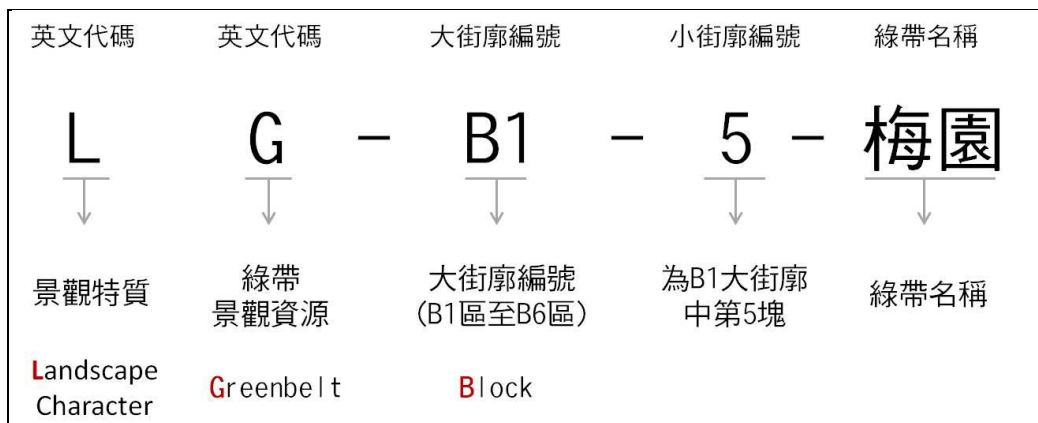 英文代碼 英文代碼 大街廓編號 小街廓編號 綠帶名稱
L G - B1 - 5 - 梅園
景觀特質 綠帶 景觀資源 大街廓編號 (B1區至B6區) 為B1大街廓 中第5塊 綠帶名稱
Landscape Character Greenbelt Block